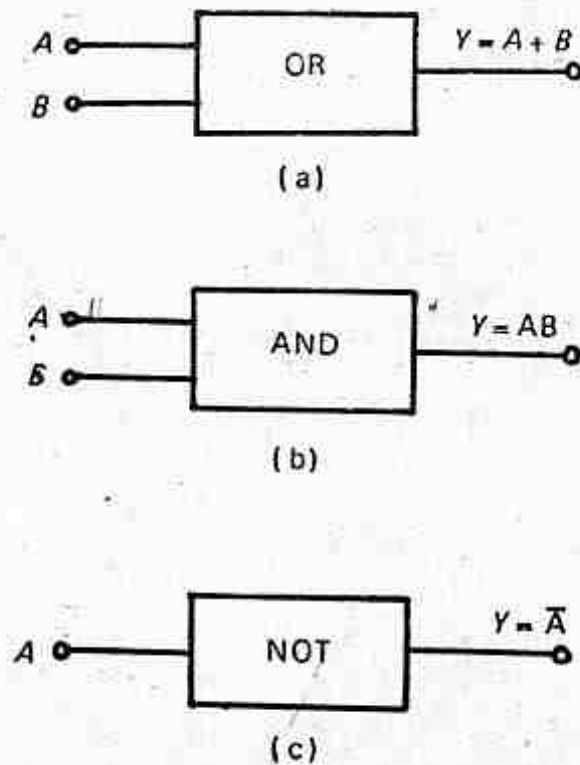 A
OR
Y = A + B
B
(a)
A
AND
Y = AB
B
(b)
A
NOT
Y = A̅
(c)